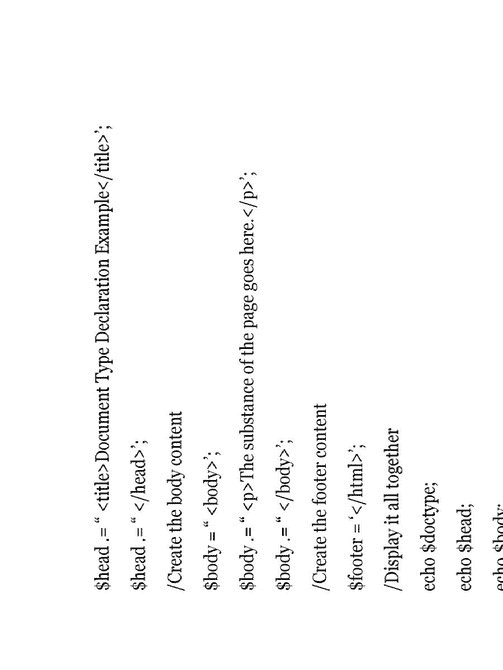 $head .= “ <title>Document Type Declaration Example</title>’;
$head .= “ </head>’;
/Create the body content
$body = “ <body>’;
$body .= “ <p>The substance of the page goes here.</p>’;
$body .= “ </body>’;
/Create the footer content
$footer = ‘</html>’;
/Display it all together
echo $doctype;
echo $head;
echo $body;